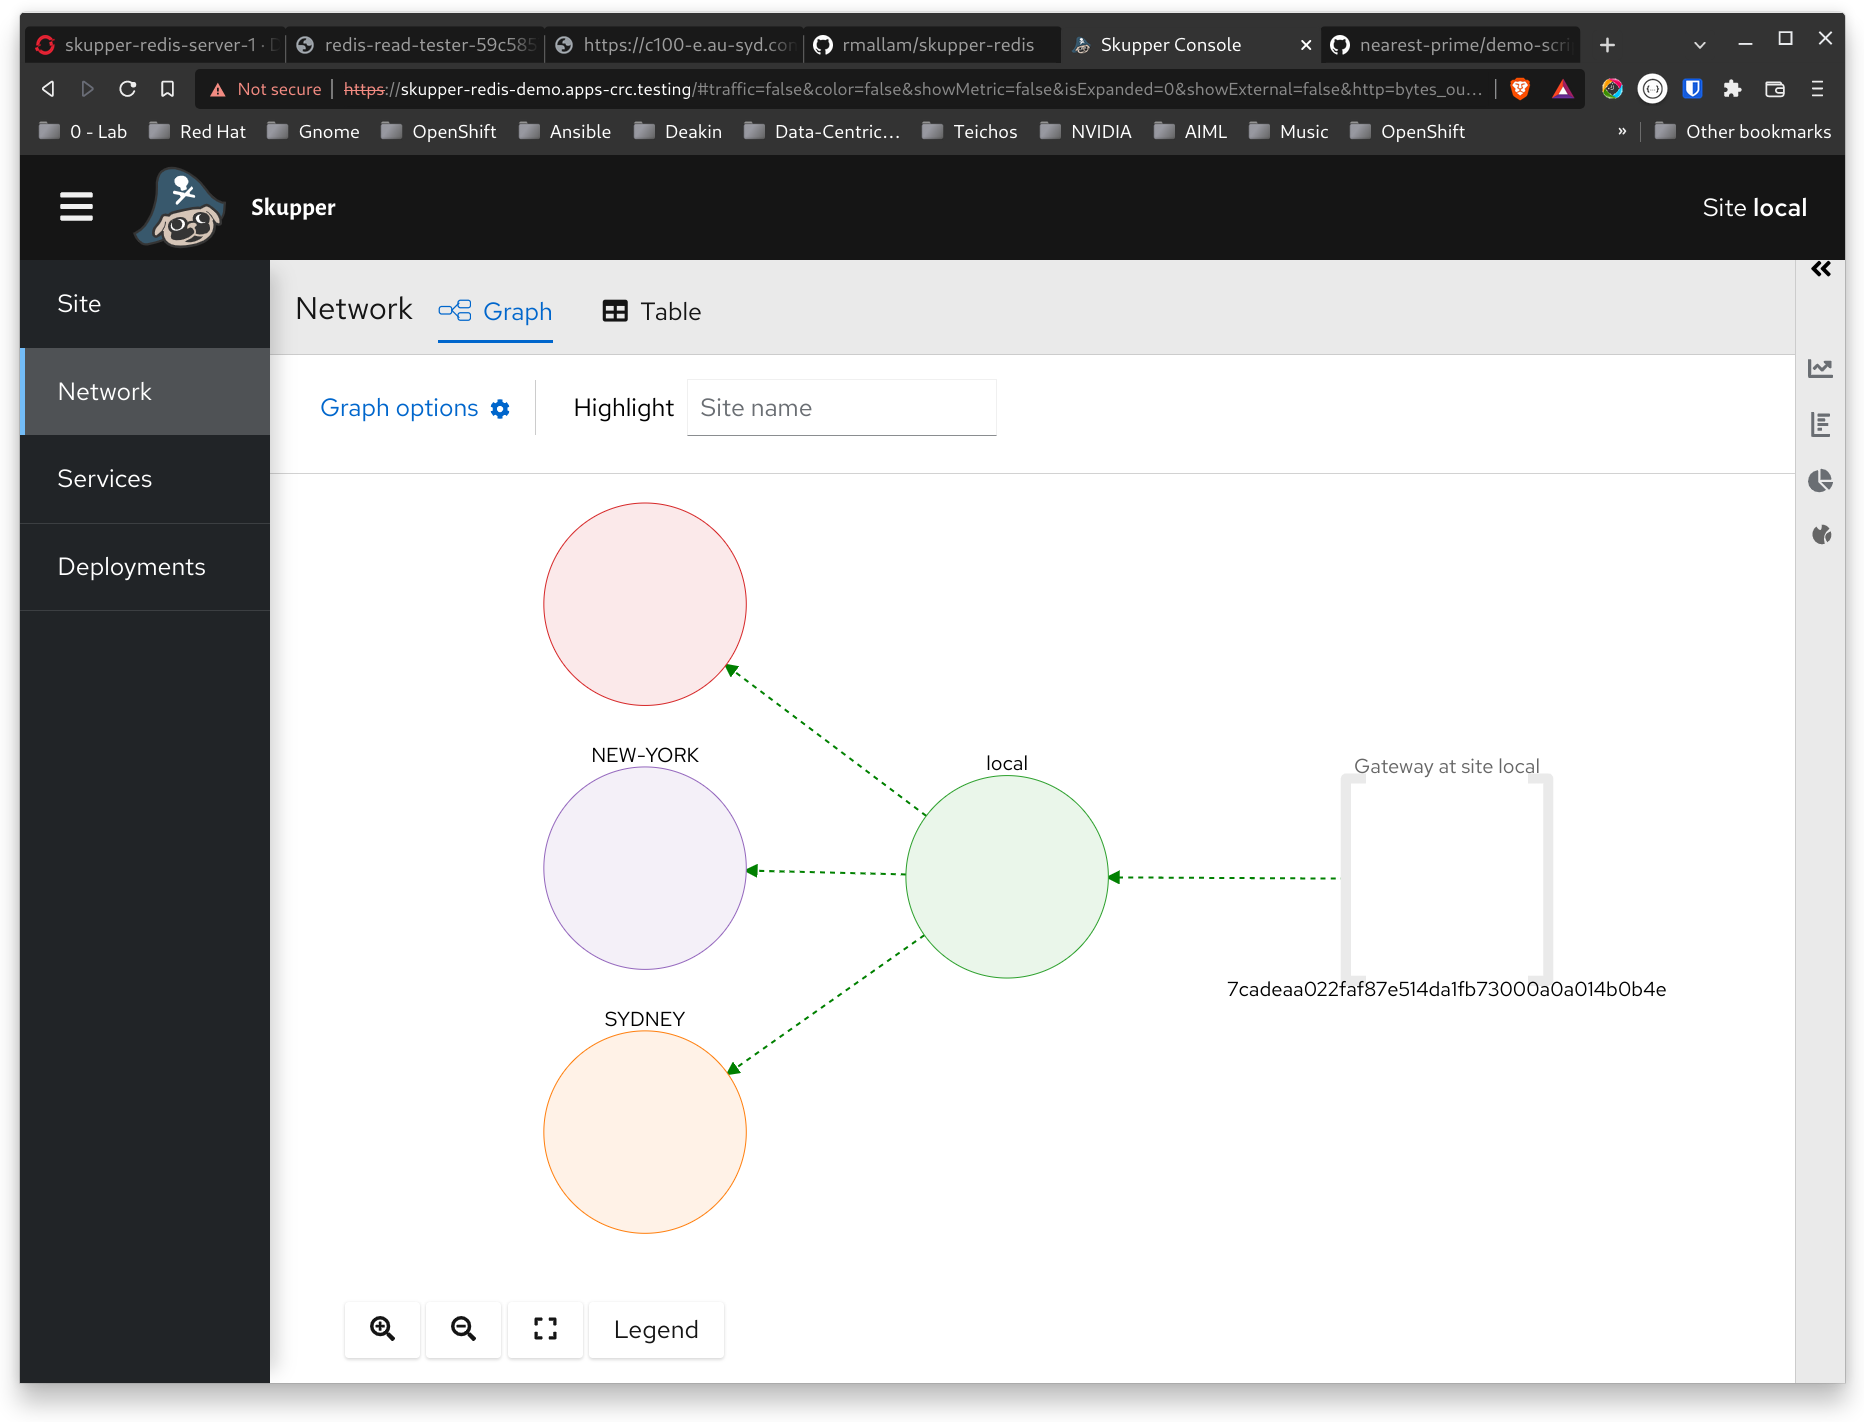 skupper-redis-server-1 · D
redis-read-tester-59c585
https://c100-e.au-syd.con
rmallam/skupper-redis
Skupper Console
nearest-prime/demo-scri
Not secure
https://skupper-redis-demo.apps-crc.testing/#traffic=false&color=false&showMetric=false&isExpanded=0&showExternal=false&http=bytes_ou...
0 - Lab
Red Hat
Gnome
OpenShift
Ansible
Deakin
Data-Centric...
Teichos
NVIDIA
AIML
Music
OpenShift
»
Other bookmarks
Skupper
Site local
Site
Network
Services
Deployments
Network
Graph
Table
Graph options
Highlight
Site name
NEW-YORK
local
Gateway at site local
7cadeaa022faf87e514da1fb73000a0a014b0b4e
SYDNEY
Legend